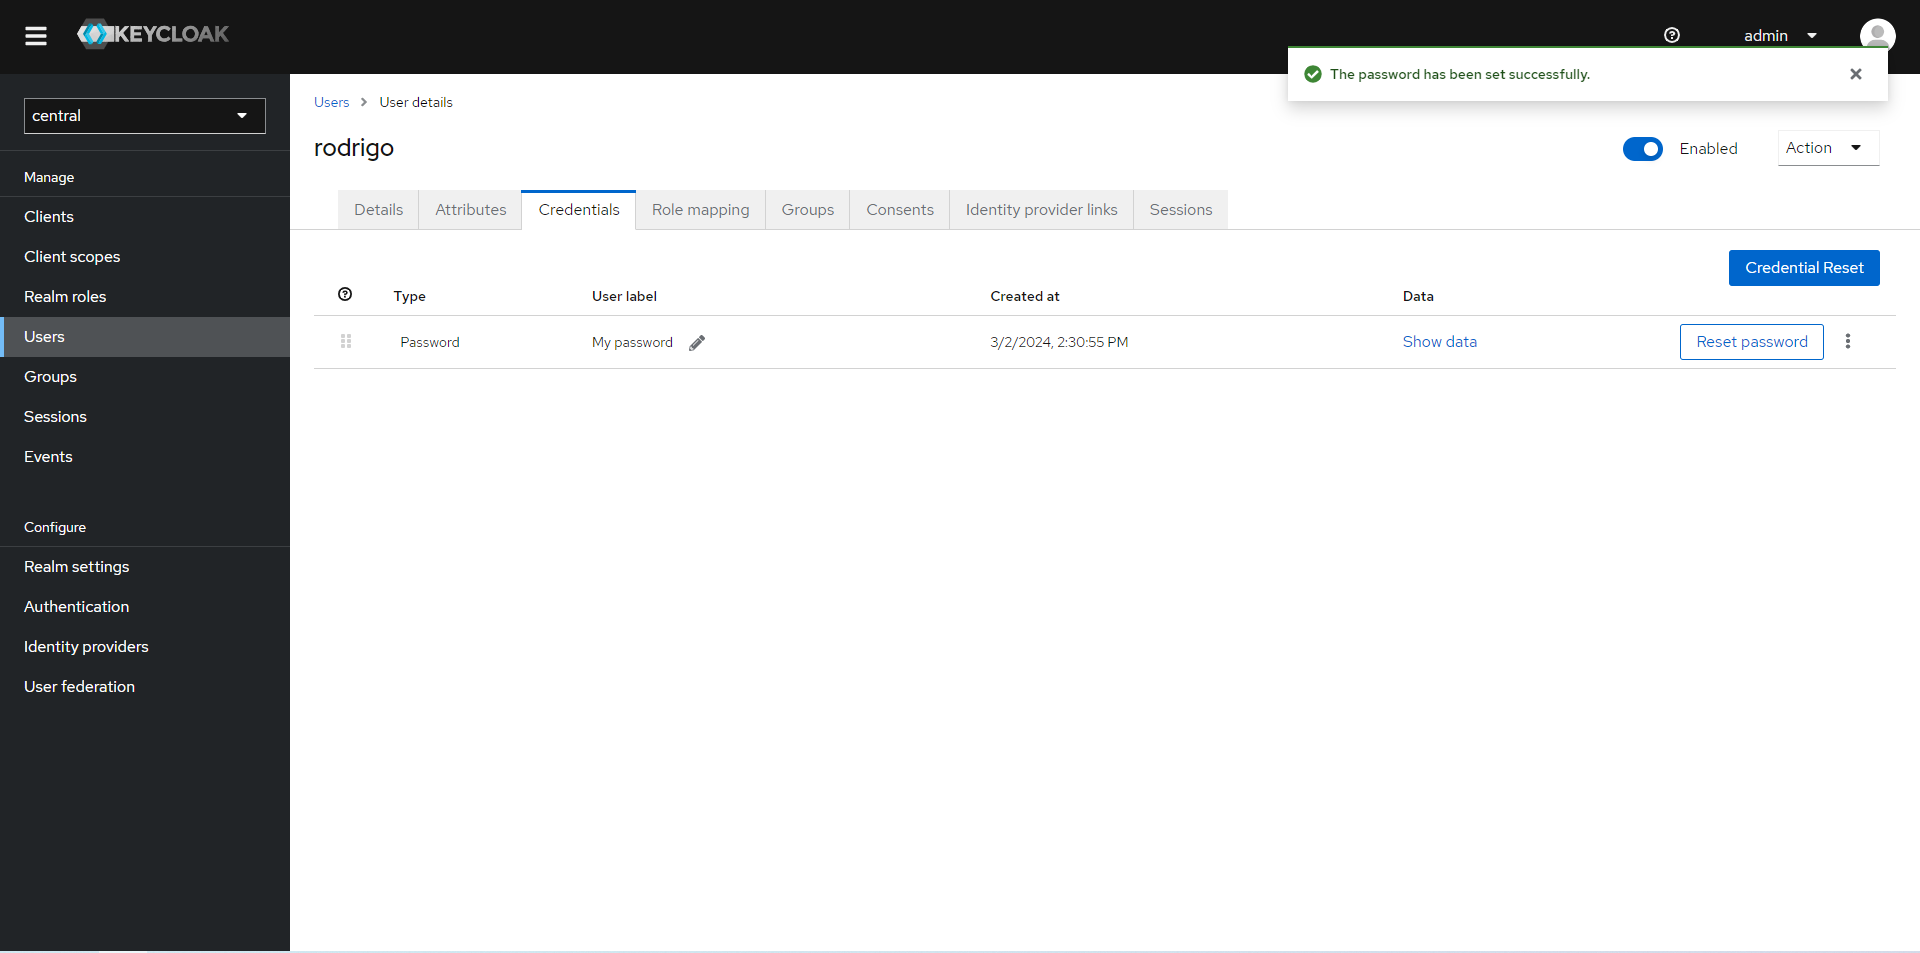 KEYCLOAK
admin
The password has been set successfully.
central
Manage
Clients
Client scopes
Realm roles
Users
Groups
Sessions
Events
Configure
Realm settings
Authentication
Identity providers
User federation
Users User details
rodrigo
Enabled
Action
Details Attributes Credentials Role mapping Groups Consents Identity provider links Sessions
Credential Reset
Type User label Created at Data
Password My password 3/2/2024, 2:30:55 PM Show data Reset password